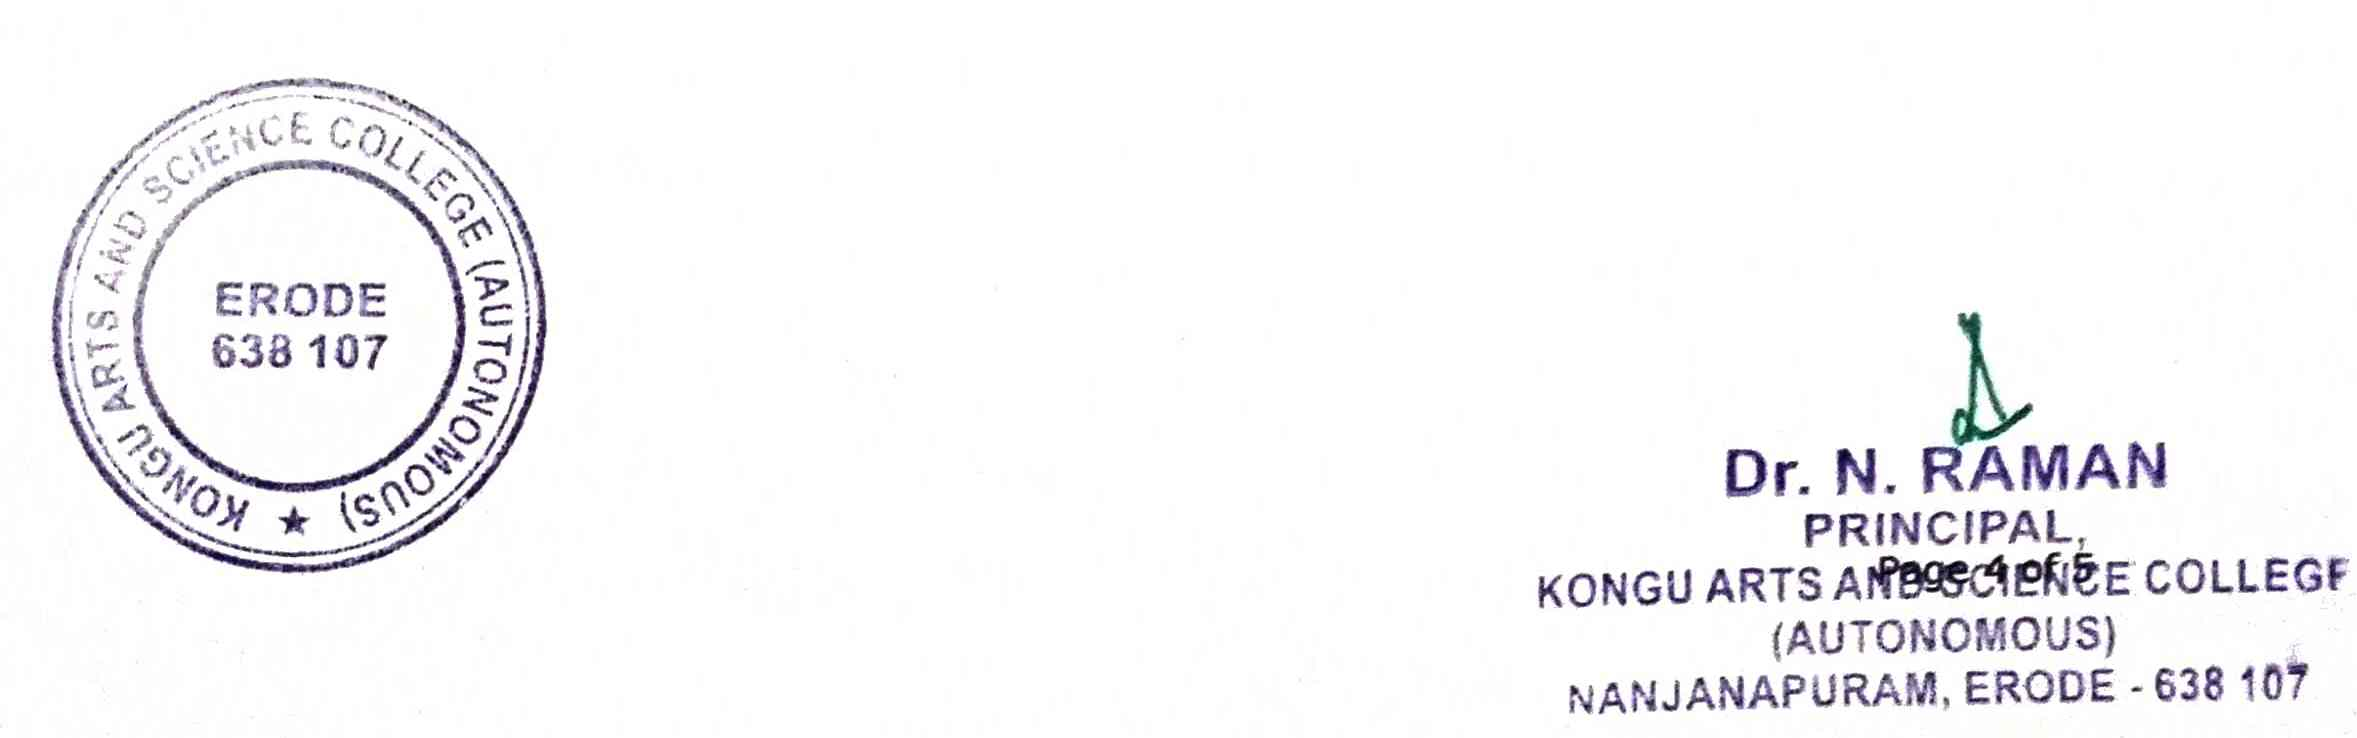 KONGU ARTS AND SCIENCE COLLEGE (AUTONOMOUS) ★
ERODE
638 107
Dr. N. RAMAN
PRINCIPAL,
KONGU ARTS AND SCIENCE COLLEGE
Page 4 of 5
(AUTONOMOUS)
NANJANAPURAM, ERODE - 638 107